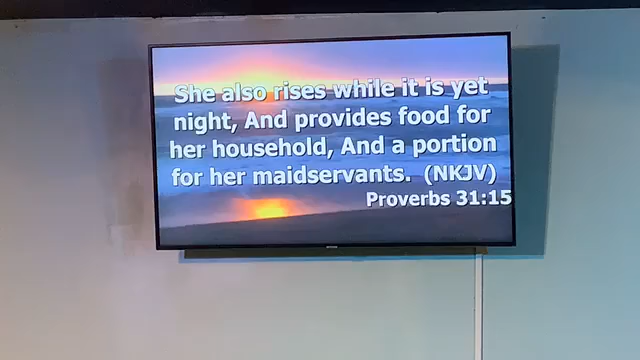 She also rises while it is yet
night, And provides food for
her household, And a portion
for her maidservants. (NKJV)
Proverbs 31:15